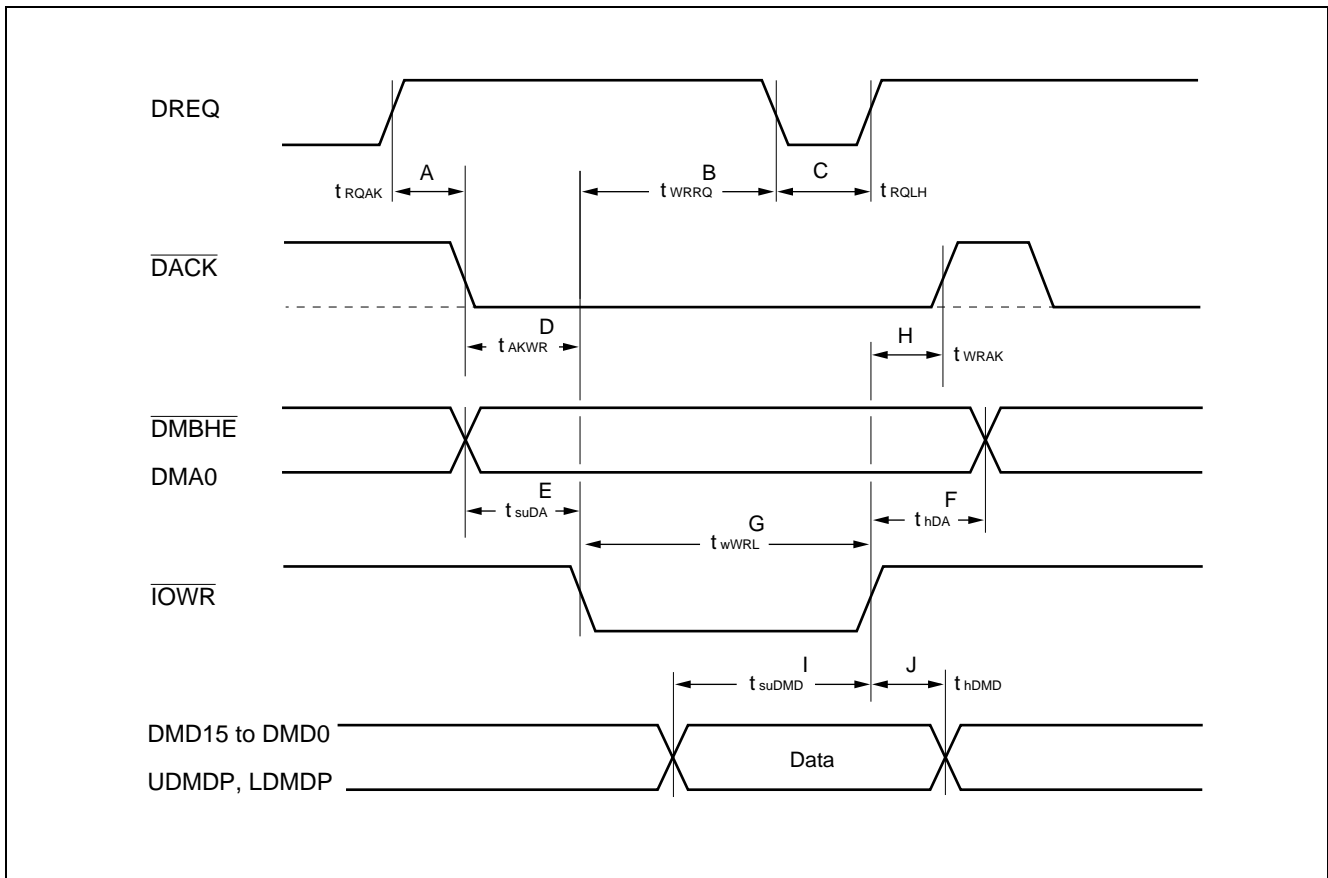 DREQ
A
B
C
t RQAK
t WRRQ
t RQLH
DACK
D
t AKWR
H
t WRAK
DMBHE
DMA0
E
t suDA
F
t hDA
G
t wWRL
IOWR
I
t suDMD
J
t hDMD
DMD15 to DMD0
Data
UDMDP, LDMDP